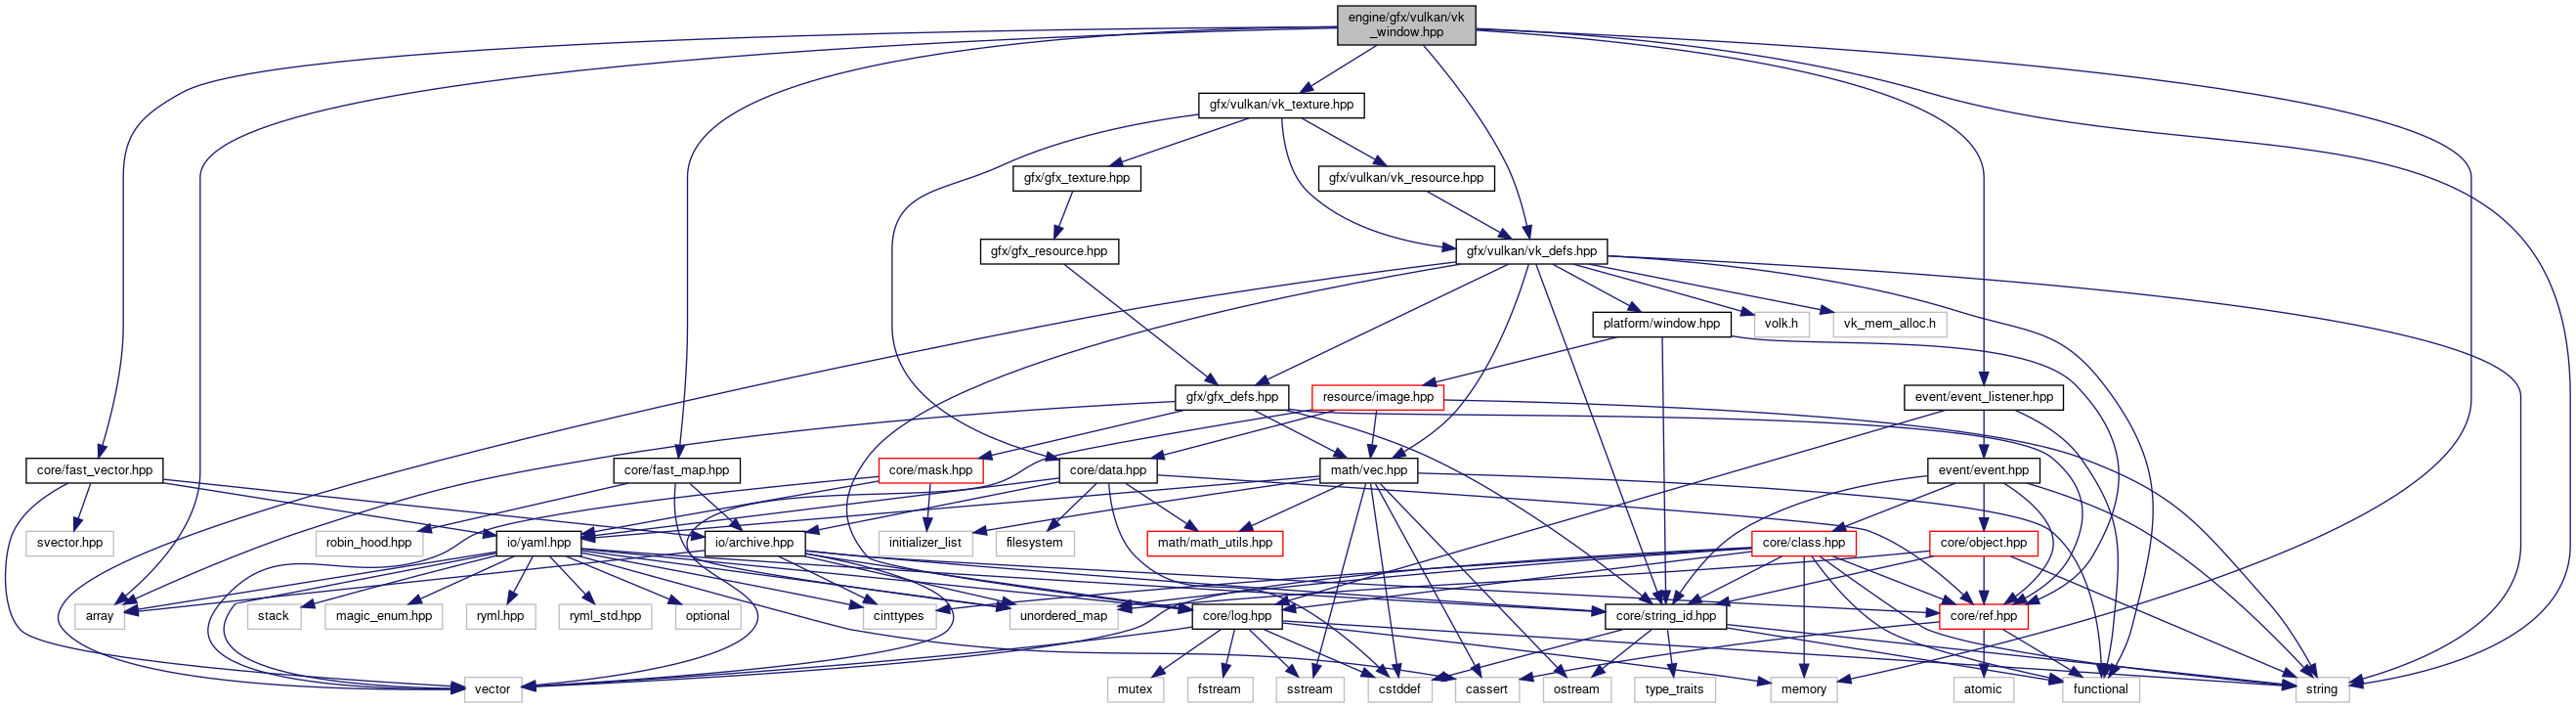 engine/gfx/vulkan/vk
_window.hpp
gfx/vulkan/vk_texture.hpp
gfx/gfx_texture.hpp
gfx/vulkan/vk_resource.hpp
gfx/gfx_resource.hpp
gfx/vulkan/vk_defs.hpp
platform/window.hpp
volk.h
vk_mem_alloc.h
gfx/gfx_defs.hpp
resource/image.hpp
event/event_listener.hpp
core/fast_vector.hpp
core/fast_map.hpp
core/mask.hpp
core/data.hpp
math/vec.hpp
event/event.hpp
svector.hpp
robin_hood.hpp
io/yaml.hpp
io/archive.hpp
initializer_list
filesystem
math/math_utils.hpp
core/class.hpp
core/object.hpp
array
stack
magic_enum.hpp
ryml.hpp
ryml_std.hpp
optional
cinttypes
unordered_map
core/log.hpp
core/string_id.hpp
core/ref.hpp
vector
mutex
fstream
sstream
cstddef
cassert
ostream
type_traits
memory
atomic
functional
string